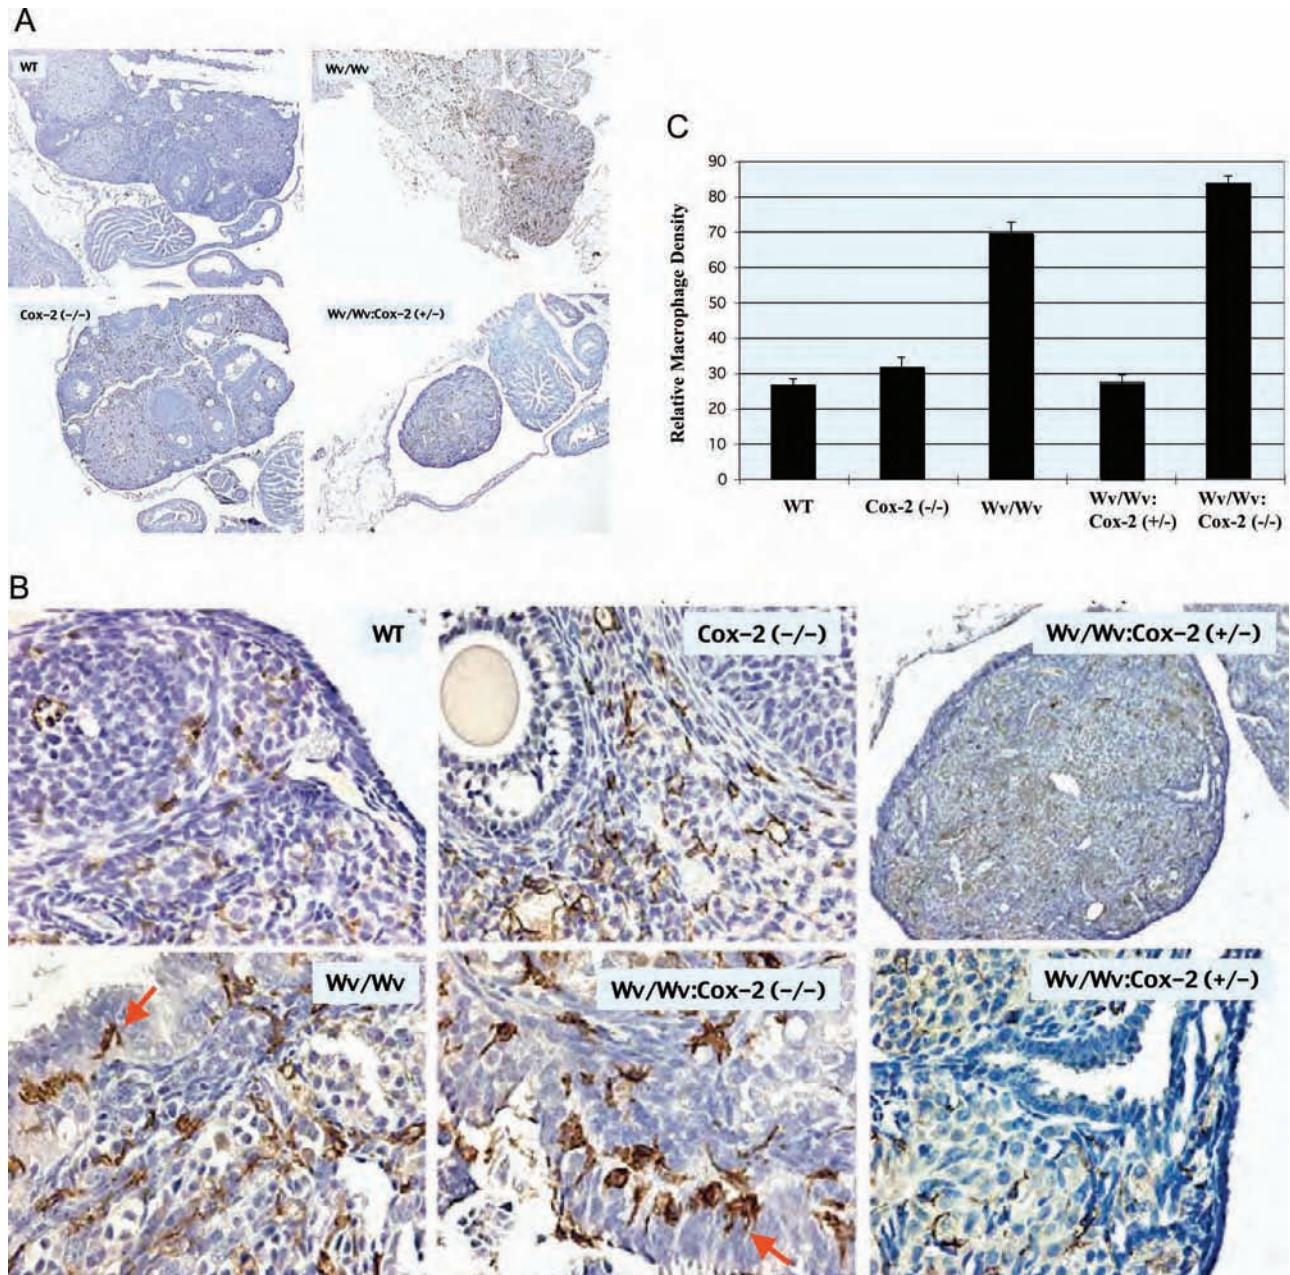 A
WT
Wv/Wv
Cox-2 (-/-)
Wv/Wv:Cox-2 (+/-)
C
Relative Macrophage Density
90
80
70
60
50
40
30
20
10
0
WT
Cox-2 (-/-)
Wv/Wv
Wv/Wv:
Cox-2 (+/-)
Wv/Wv:
Cox-2 (-/-)
B
WT
Cox-2 (-/-)
Wv/Wv:Cox-2 (+/-)
Wv/Wv
Wv/Wv:Cox-2 (-/-)
Wv/Wv:Cox-2 (+/-)